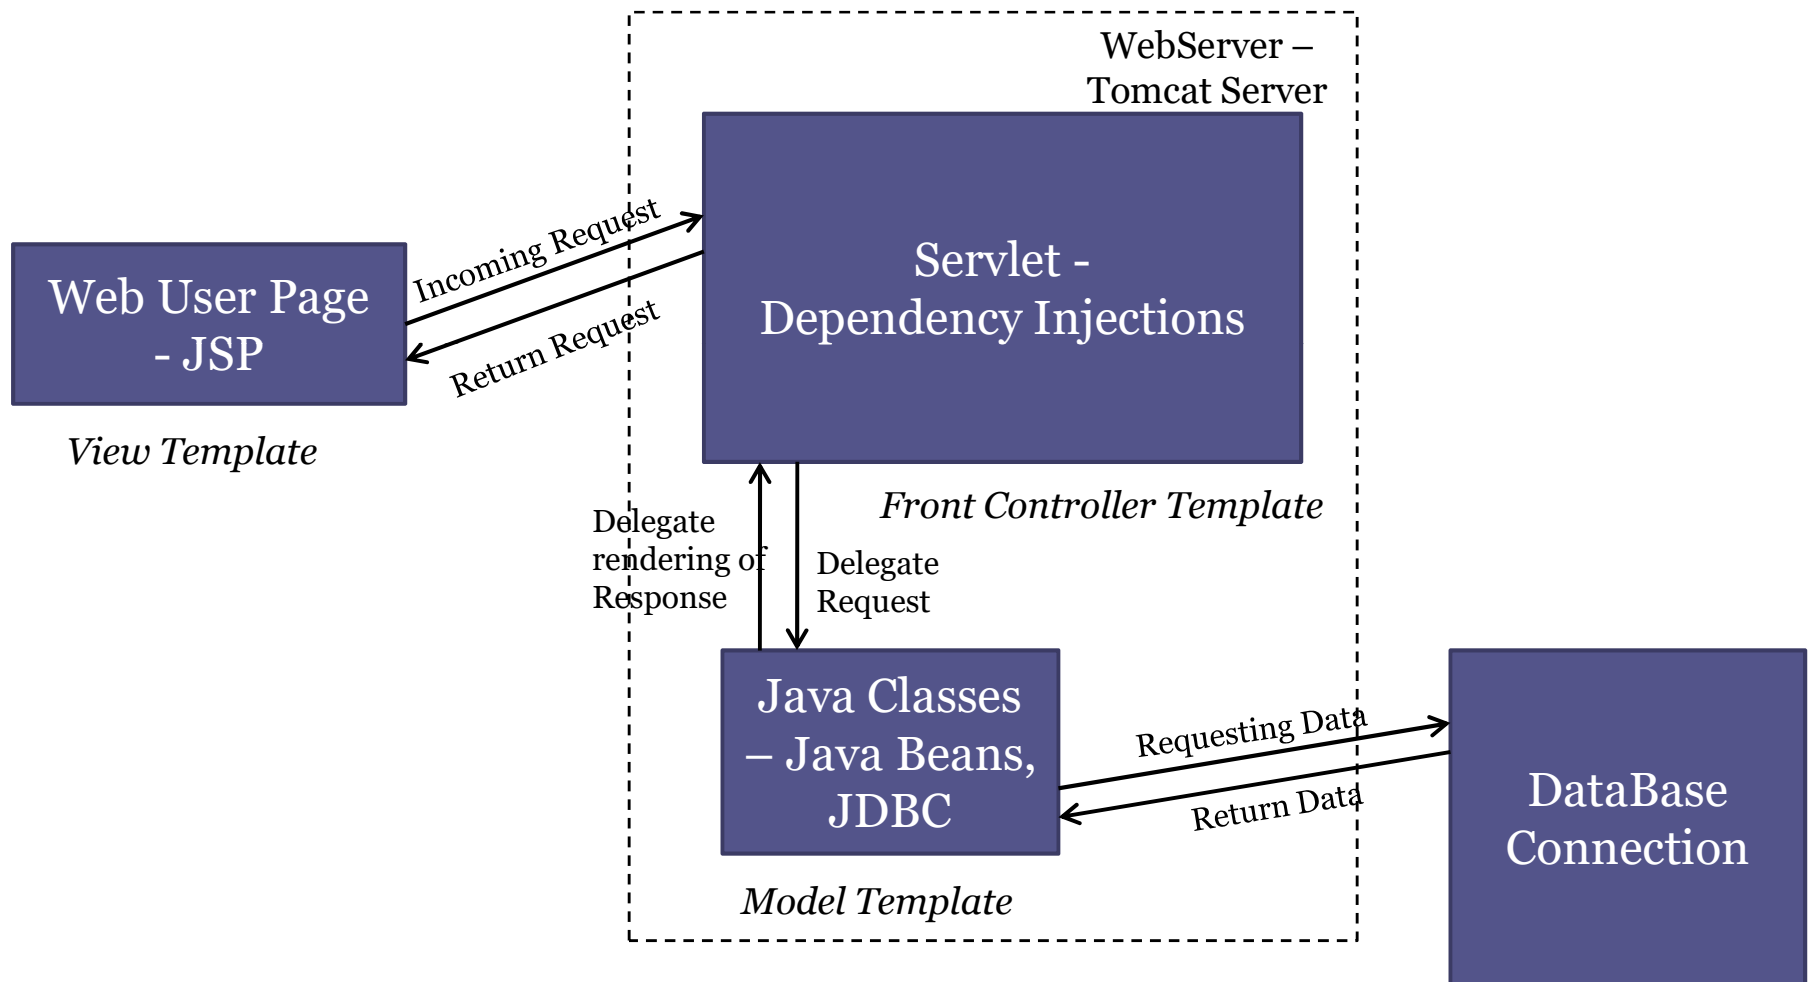 WebServer –
Tomcat Server
Incoming Request
Return Request
Web User Page
- JSP
View Template
Servlet -
Dependency Injections
Front Controller Template
Delegate
rendering of
Response
Delegate
Request
Java Classes
– Java Beans,
JDBC
Model Template
Requesting Data
Return Data
DataBase
Connection